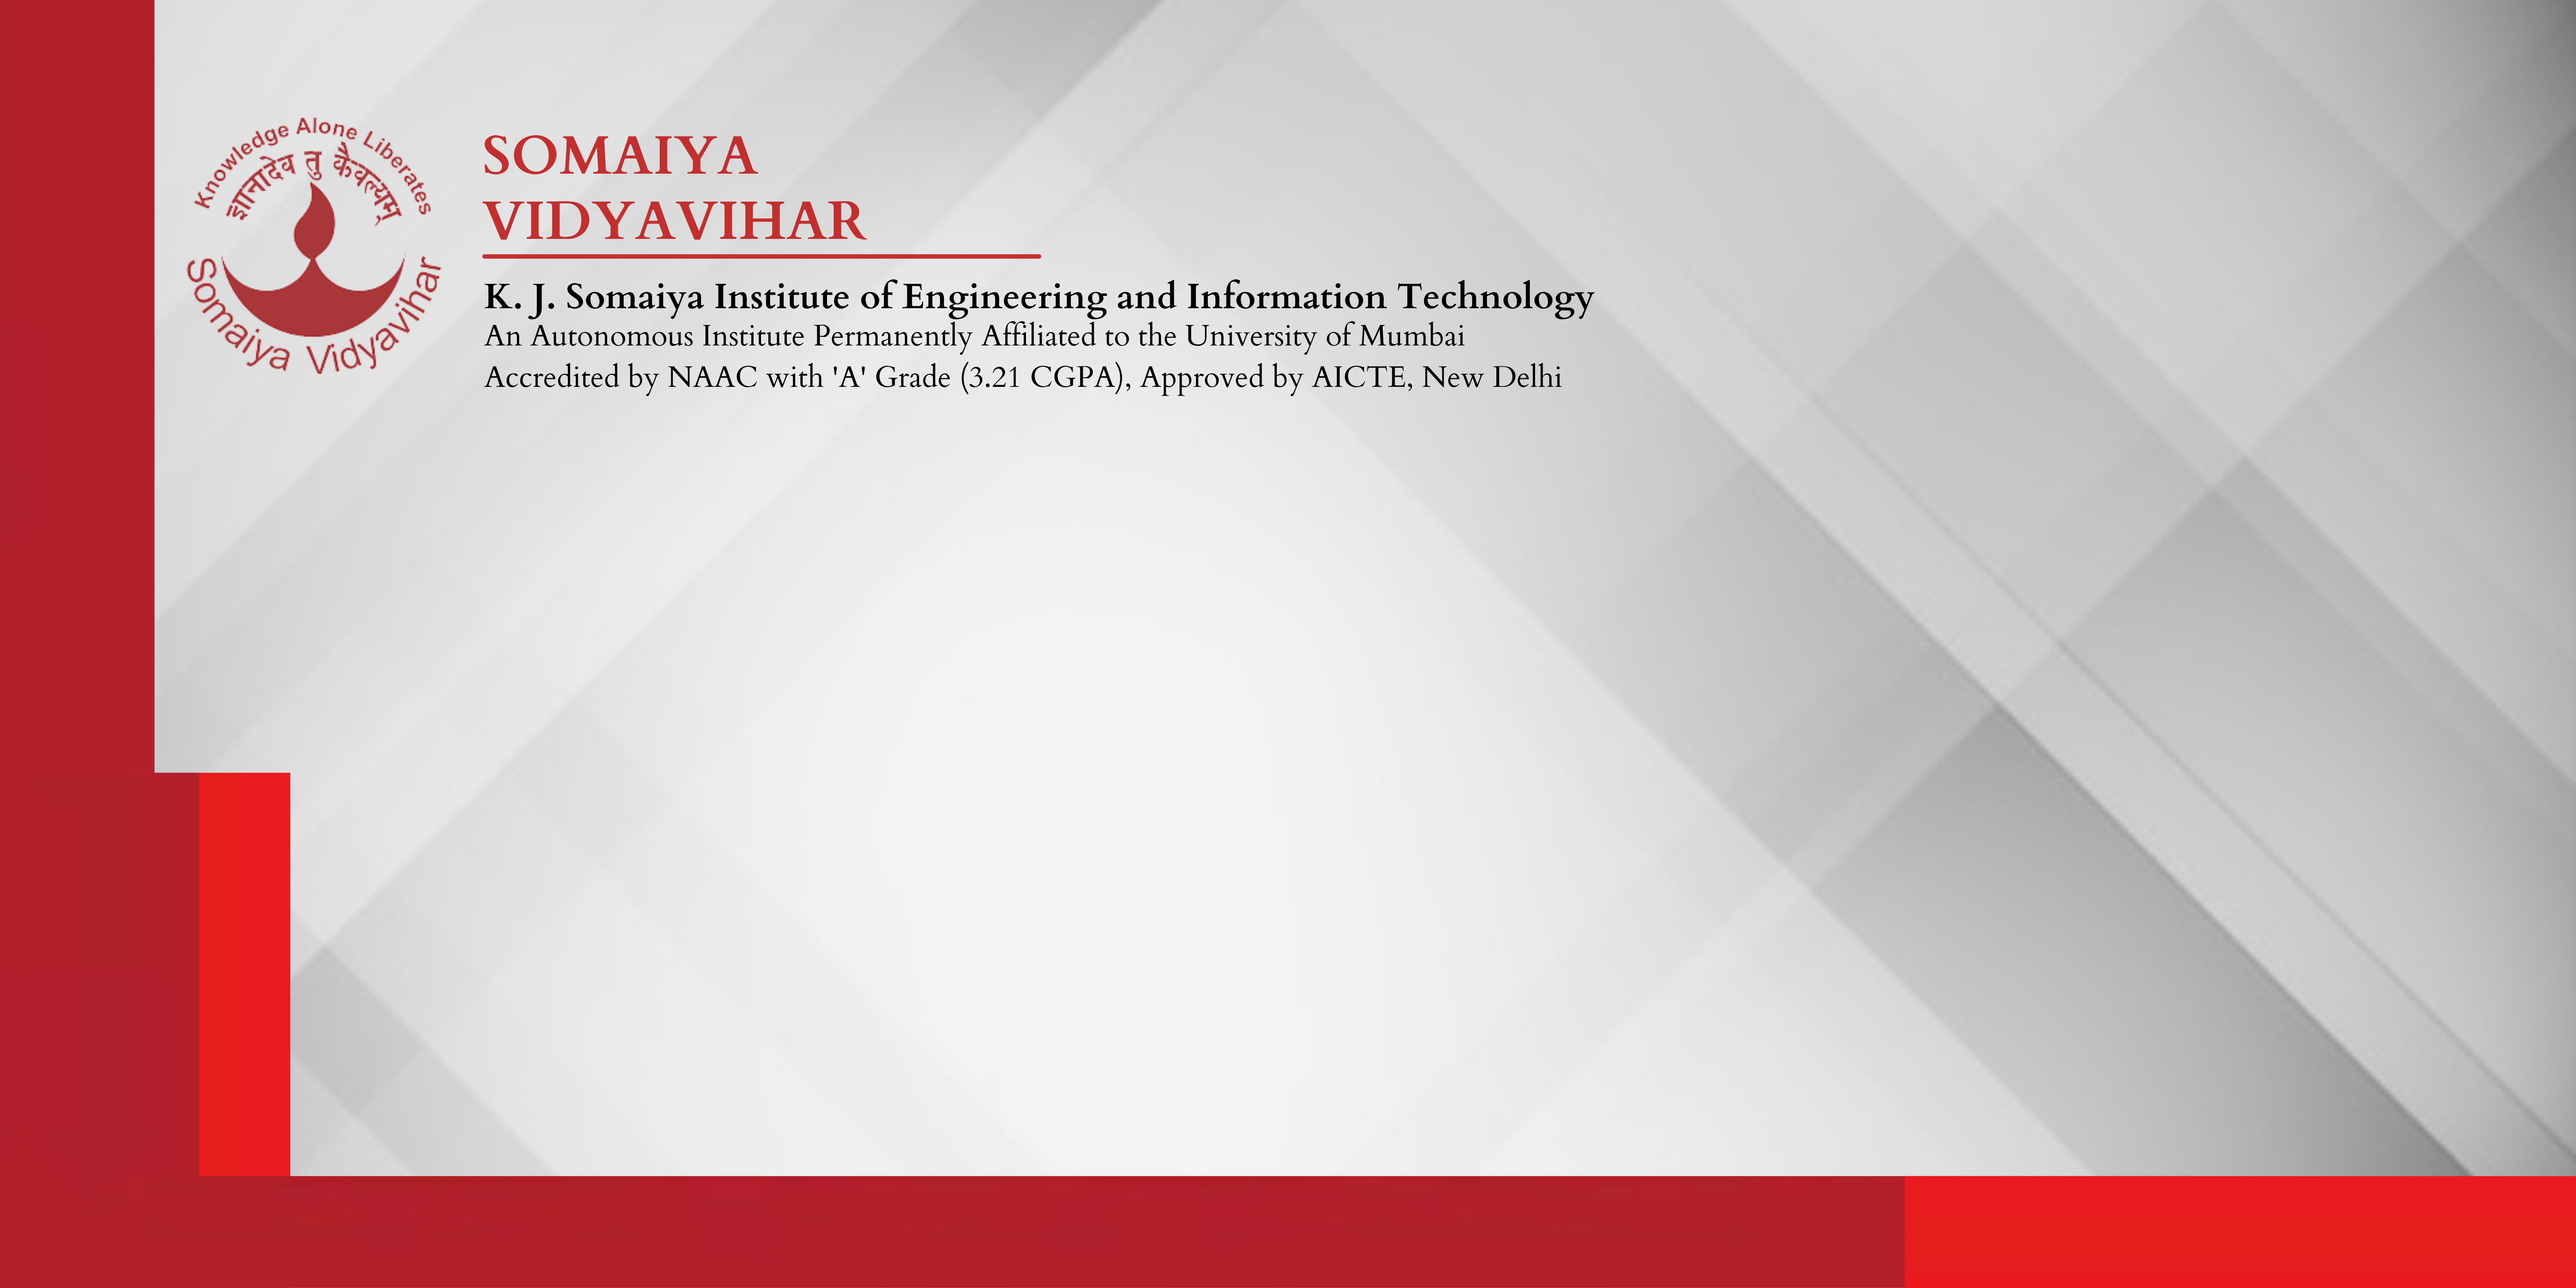 Knowledge Alone Liberates
ज्ञानादेव तु कैवल्यम्
Somaiya Vidyavihar
SOMAIYA
VIDYAVIHAR
K. J. Somaiya Institute of Engineering and Information Technology
An Autonomous Institute Permanently Affiliated to the University of Mumbai
Accredited by NAAC with 'A' Grade (3.21 CGPA), Approved by AICTE, New Delhi